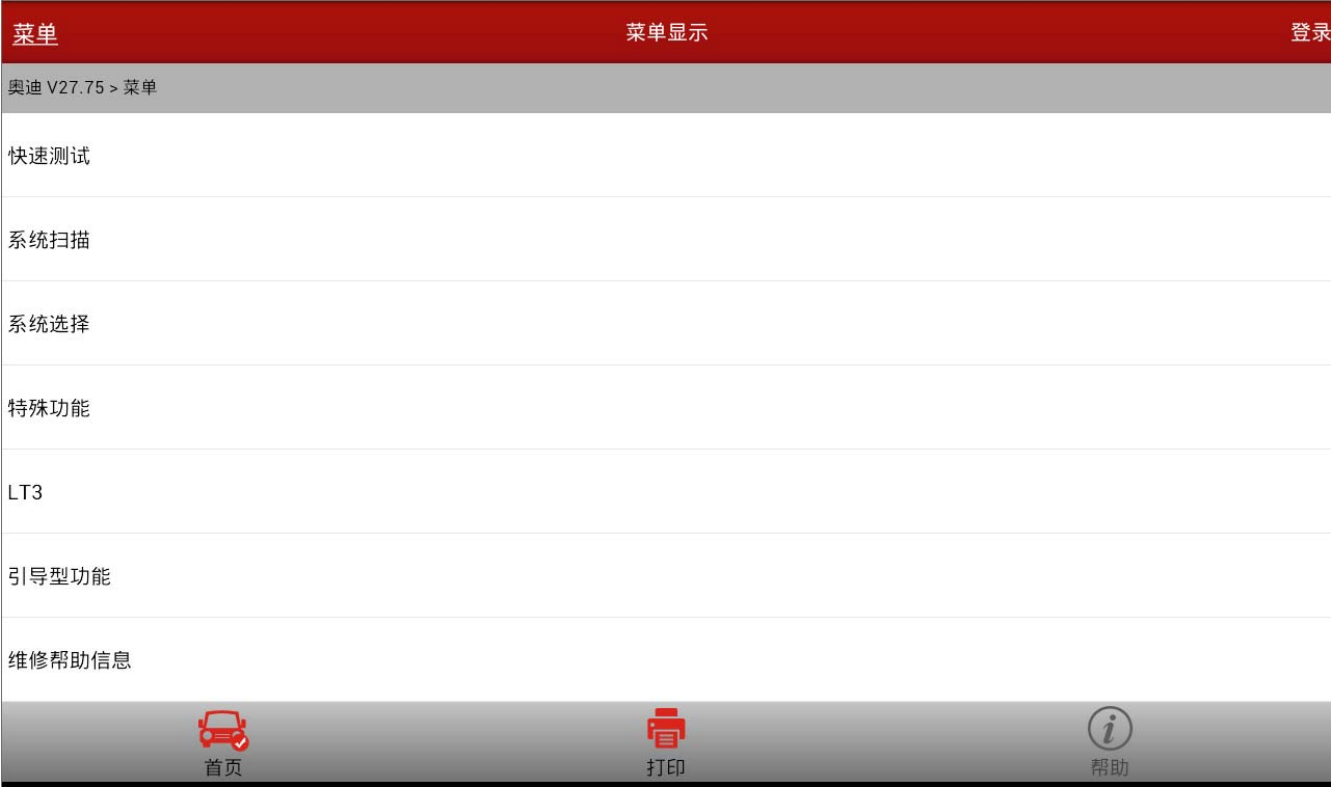 菜单 菜单显示 登录
奥迪 V27.75 > 菜单
快速测试
系统扫描
系统选择
特殊功能
LT3
引导型功能
维修帮助信息
首页 打印 帮助